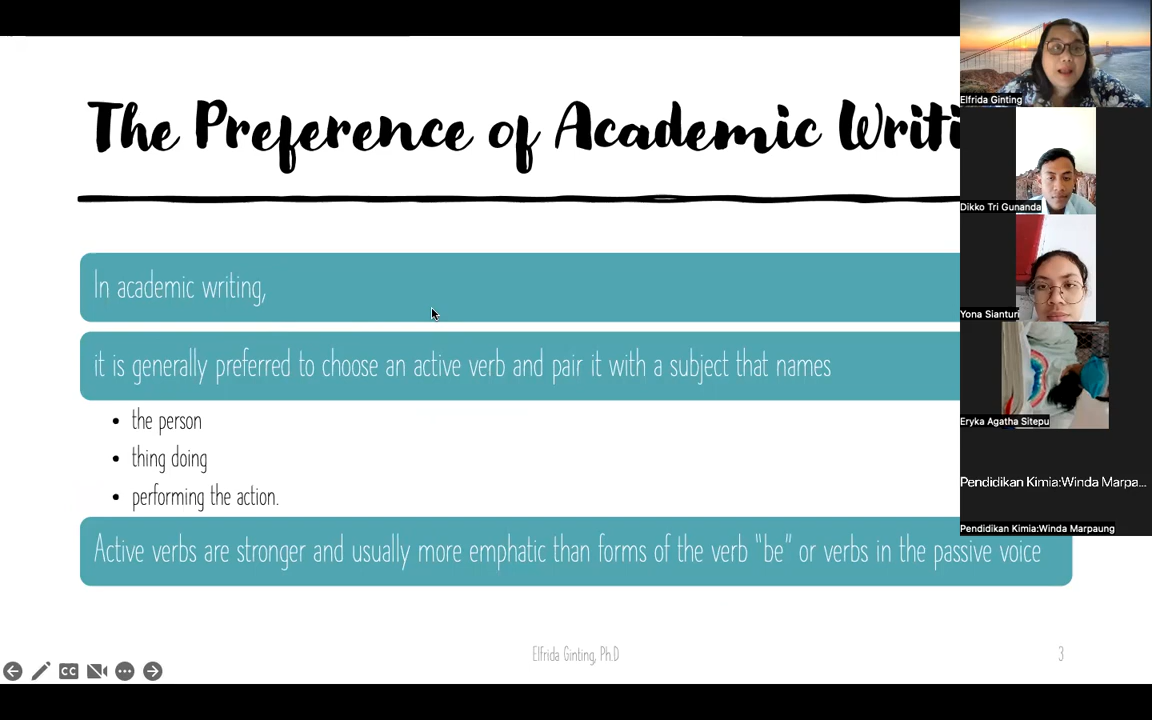 The Preference of Academic Writi
In academic writing,
it is generally preferred to choose an active verb and pair it with a subject that names
• the person
• thing doing
• performing the action.
Active verbs are stronger and usually more emphatic than forms of the verb "be" or verbs in the passive voice
Elfrida Ginting, Ph.D
3
CC
Elfrida Ginting
Dikko Tri Gunanda
Yona Sianturi
Eryka Agatha Sitepu
Pendidikan Kimia:Winda Marpa...
Pendidikan Kimia:Winda Marpaung